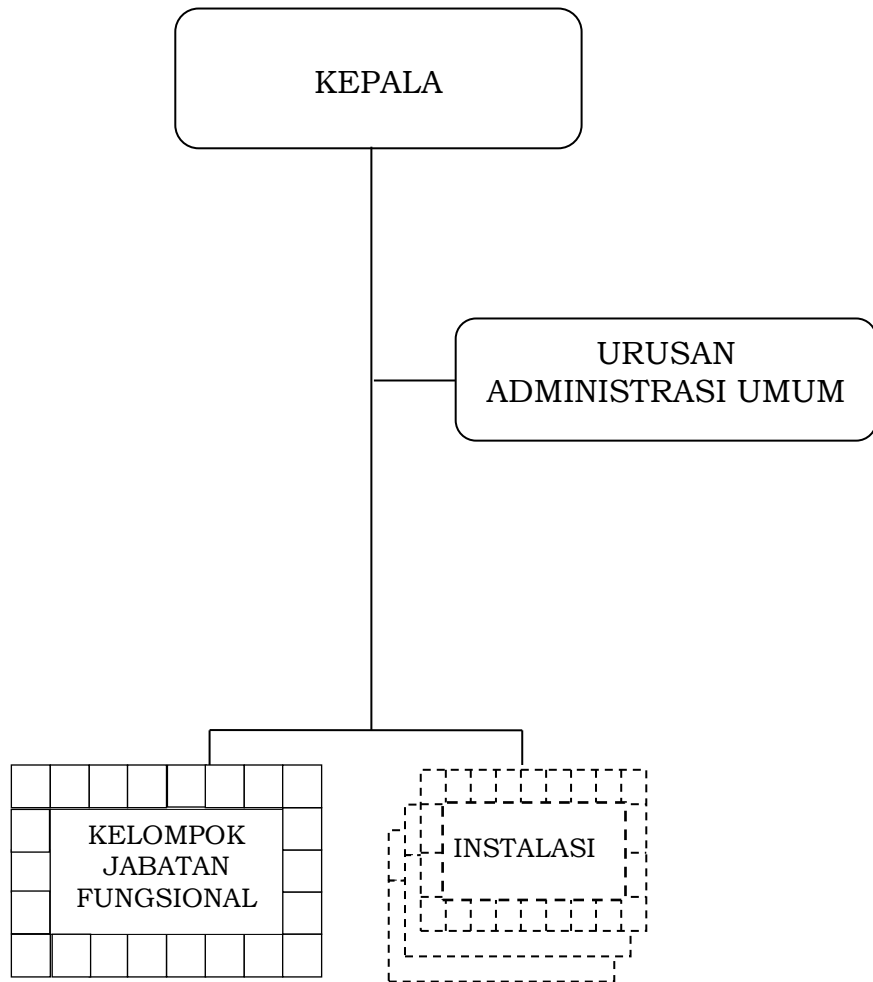 KEPALA
URUSAN
ADMINISTRASI UMUM
KELOMPOK
JABATAN
FUNGSIONAL
INSTALASI